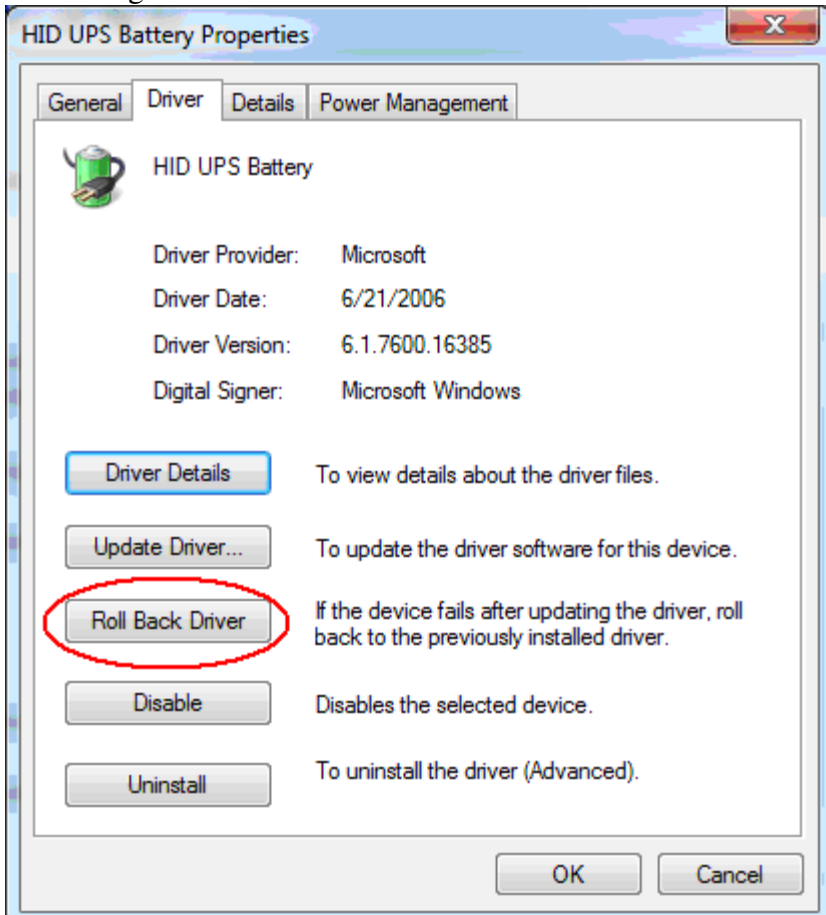 HID UPS Battery Properties
General Driver Details Power Management
HID UPS Battery
Driver Provider: Microsoft
Driver Date: 6/21/2006
Driver Version: 6.1.7600.16385
Digital Signer: Microsoft Windows
Driver Details To view details about the driver files.
Update Driver... To update the driver software for this device.
Roll Back Driver If the device fails after updating the driver, roll
back to the previously installed driver.
Disable Disables the selected device.
Uninstall To uninstall the driver (Advanced).
OK Cancel